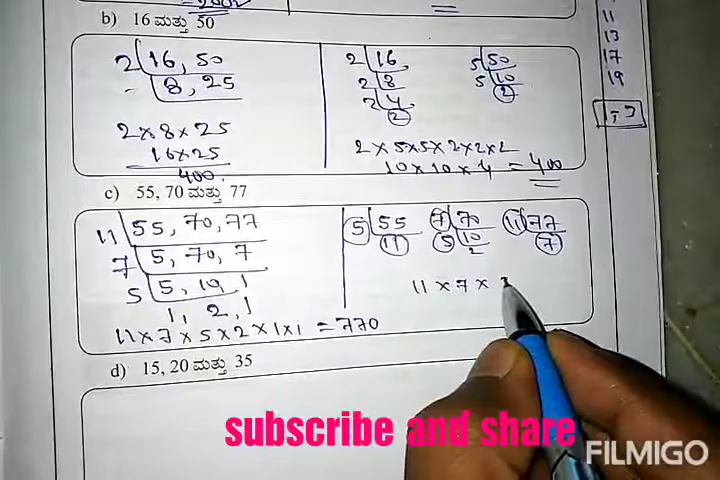 b) 16 ಮತ್ತು 50
2 16, 50
8, 25
2 × 8 × 25
16 × 25
400.
2 16,
2 8
2 4
2
5 50
5 10
2
2 × 5 × 5 × 2 × 2 × 2
10 × 10 × 4 = 400
11
13
17
19
c) 55, 70 ಮತ್ತು 77
11 55, 70, 77
7 5, 70, 7
5 5, 10, 1
1, 2, 1
11 × 7 × 5 × 2 × 1 × 1 = 770
5 55
11
7 70
5 10
2
11 77
7
11 × 7 ×
d) 15, 20 ಮತ್ತು 35
subscribe and share
FILMIGO